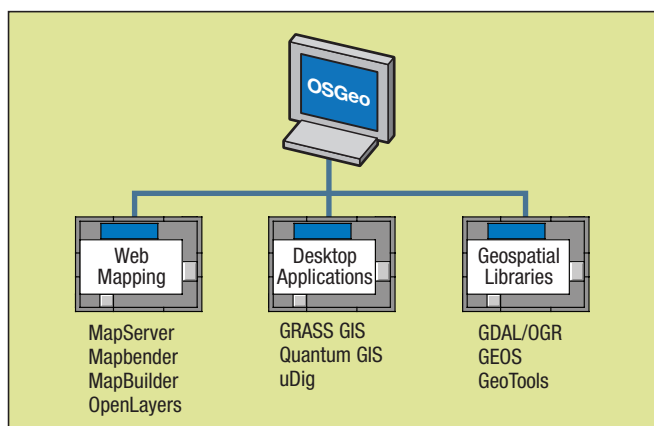 OSGeo
Web
Mapping
Desktop
Applications
Geospatial
Libraries
MapServer
Mapbender
MapBuilder
OpenLayers
GRASS GIS
Quantum GIS
uDig
GDAL/OGR
GEOS
GeoTools